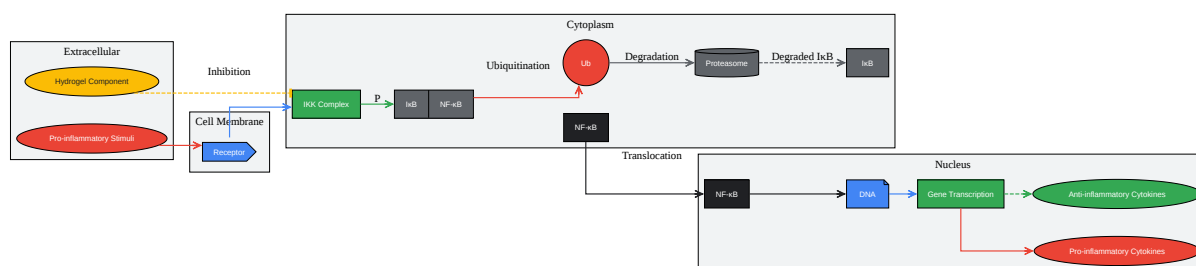 Cytoplasm
Extracellular
Hydrogel Component
Inhibition
Pro-inflammatory Stimuli
Cell Membrane
Receptor
IKK Complex
P
IκB
NF-κB
Ubiquitination
Ub
Degradation
Proteasome
Degraded IκB
IκB
NF-κB
Translocation
Nucleus
NF-κB
DNA
Gene Transcription
Anti-inflammatory Cytokines
Pro-inflammatory Cytokines